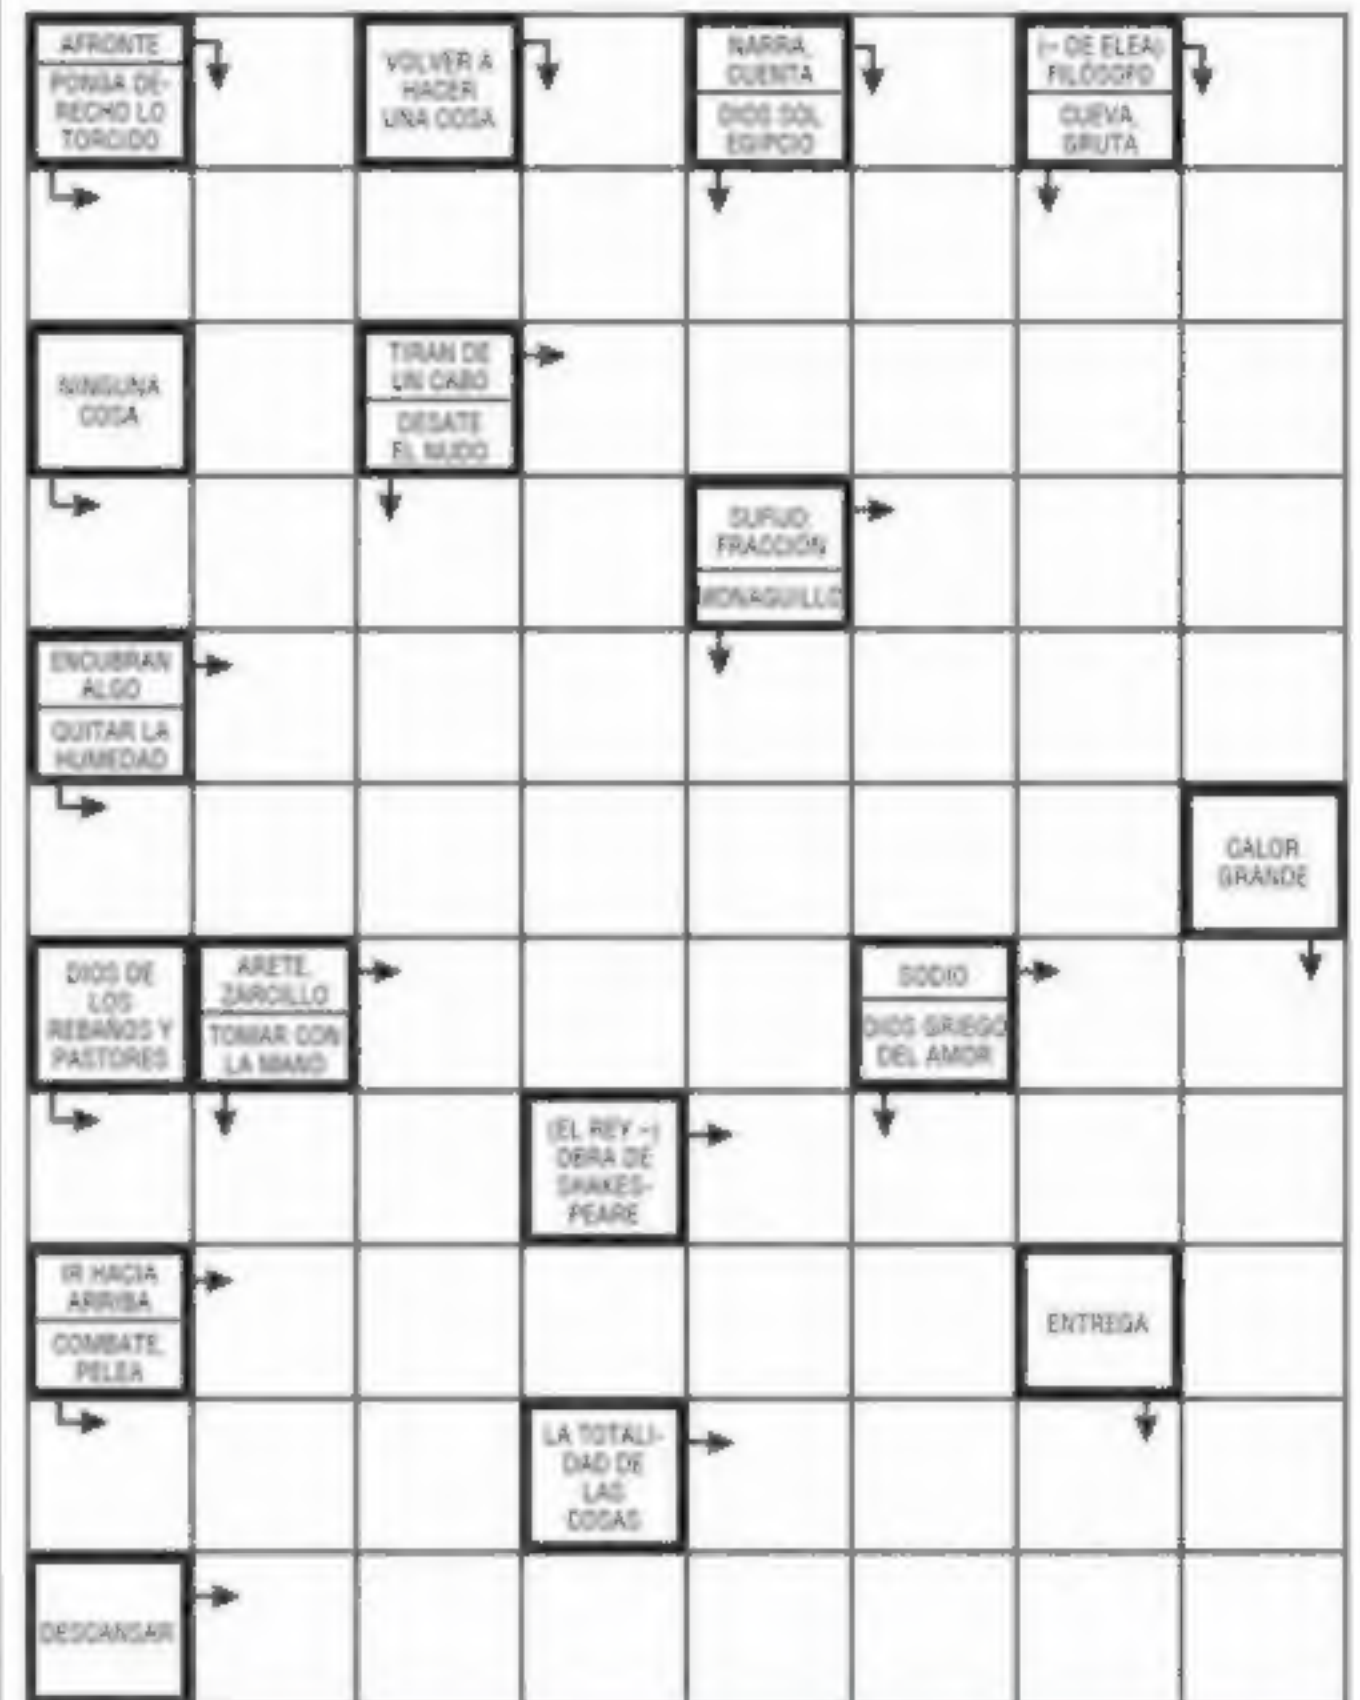 AFRONTE
PONGA DE-
RECHO LO
TORCIDO
VOLVER A
HACER
UNA COSA
NARRA,
CUENTA
DIOS SOL
EGIPCIO
(– DE ELEA)
FILÓSOFO
CUEVA,
GRUTA
NINGUNA
COSA
TIRAN DE
UN CABO
DESATE
EL NUDO
SUFIJO:
FRACCIÓN
MONAGUILLO
ENCUBRAN
ALGO
QUITAR LA
HUMEDAD
CALOR
GRANDE
DIOS DE
LOS
REBAÑOS Y
PASTORES
ARETE,
ZARCILLO
TOMAR CON
LA MANO
SODIO
DIOS GRIEGO
DEL AMOR
(EL REY –)
OBRA DE
SHAKES-
PEARE
IR HACIA
ARRIBA
COMBATE,
PELEA
ENTREGA
LA TOTALI-
DAD DE
LAS
COSAS
DESCANSAR